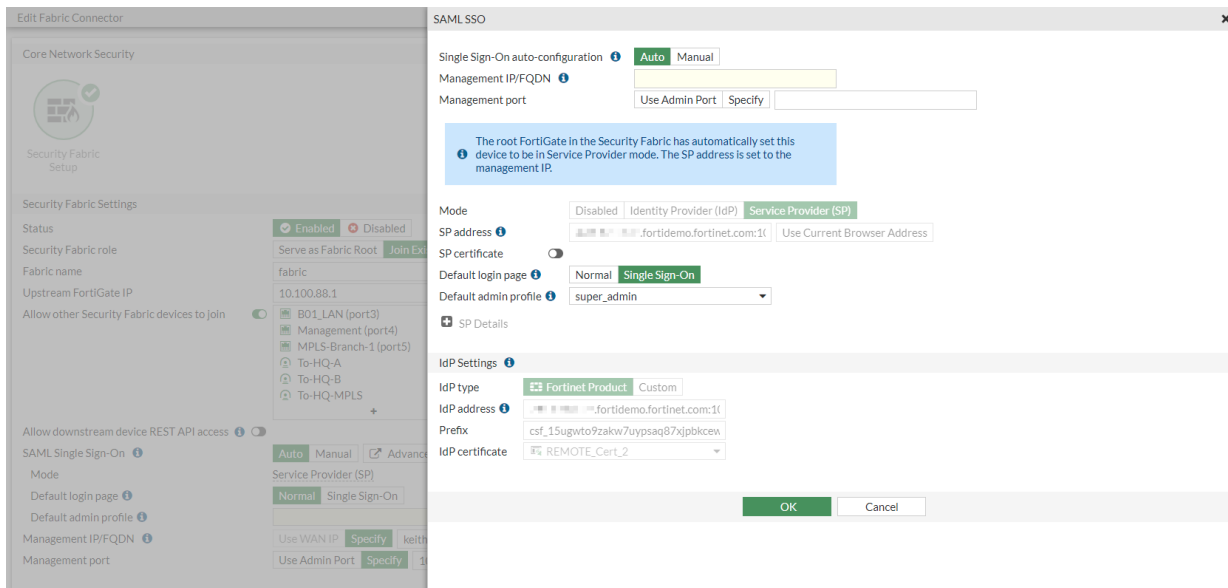 Edit Fabric Connector
Core Network Security
Security Fabric
Setup
Security Fabric Settings
Status Enabled Disabled
Security Fabric role Serve as Fabric Root Join Exi
Fabric name fabric
Upstream FortiGate IP 10.100.88.1
Allow other Security Fabric devices to join B01_LAN (port3)
Management (port4)
MPLS-Branch-1 (port5)
To-HQ-A
To-HQ-B
To-HQ-MPLS
+
Allow downstream device REST API access
SAML Single Sign-On Auto Manual Advance
Mode Service Provider (SP)
Default login page Normal Single Sign-On
Default admin profile
Management IP/FQDN Use WAN IP Specify keith
Management port Use Admin Port Specify 10
SAML SSO
Single Sign-On auto-configuration Auto Manual
Management IP/FQDN
Management port Use Admin Port Specify
The root FortiGate in the Security Fabric has automatically set this
device to be in Service Provider mode. The SP address is set to the
management IP.
Mode Disabled Identity Provider (IdP) Service Provider (SP)
SP address .fortidemo.fortinet.com:1( Use Current Browser Address
SP certificate
Default login page Normal Single Sign-On
Default admin profile super_admin
SP Details
IdP Settings
IdP type Fortinet Product Custom
IdP address .fortidemo.fortinet.com:1(
Prefix csf_15ugwto9zakw7uypsaq87xjpbkcew
IdP certificate REMOTE_Cert_2
OK Cancel